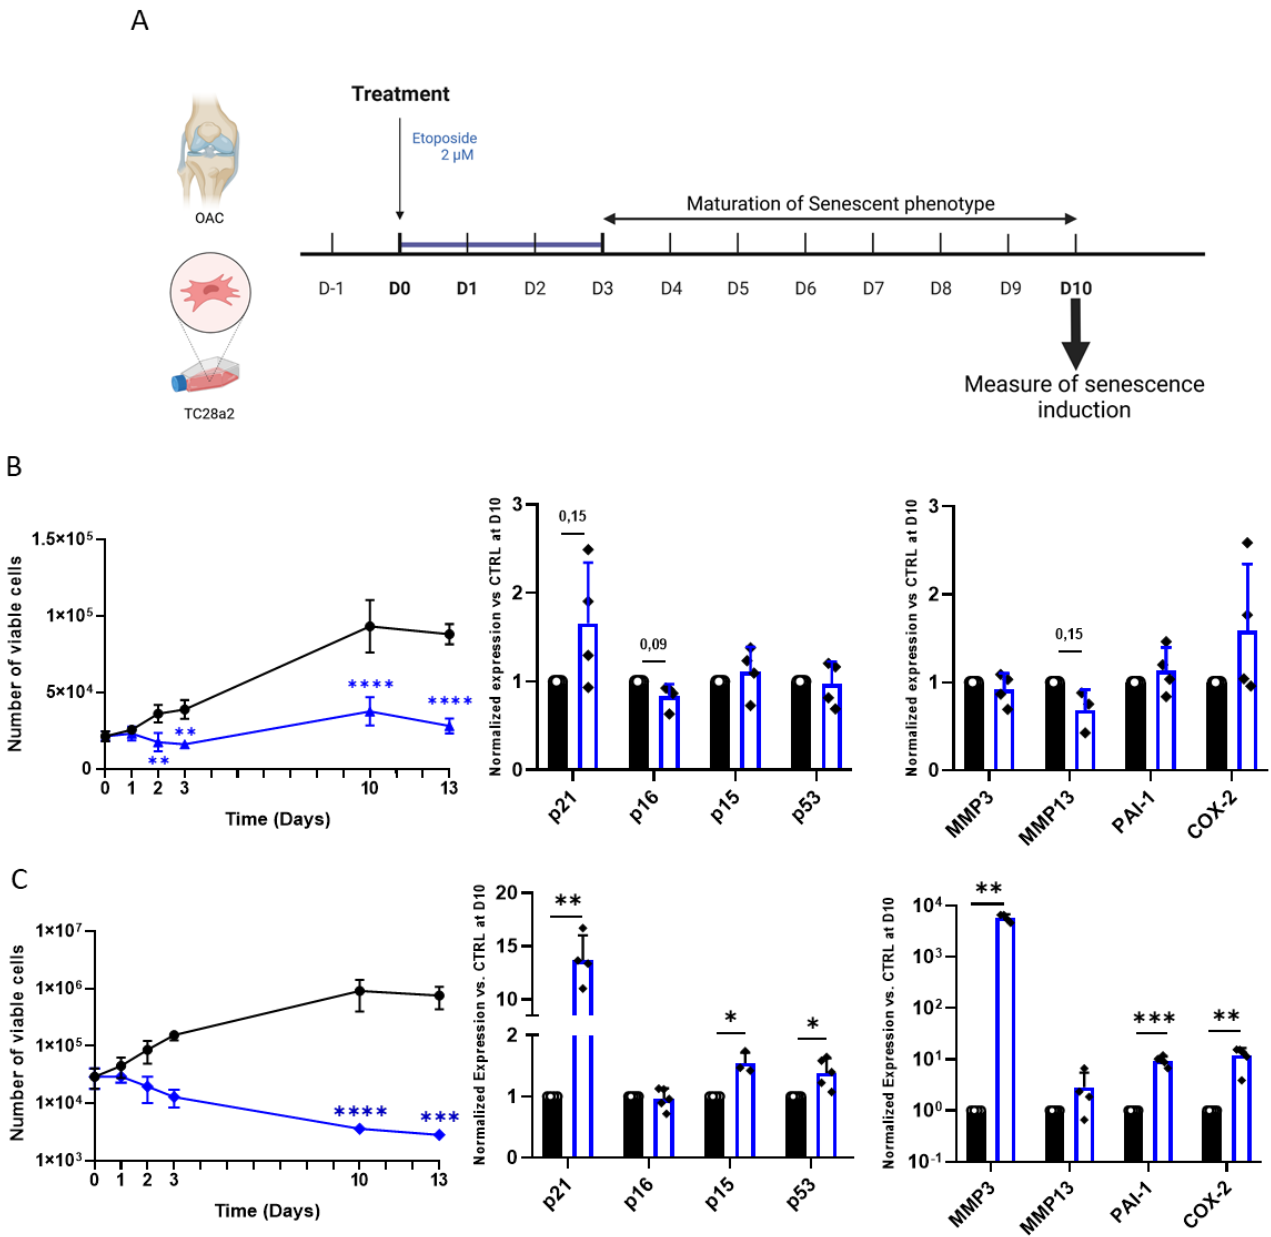 A
Treatment
Etoposide
2 µM
OAC
Maturation of Senescent phenotype
D-1 D0 D1 D2 D3 D4 D5 D6 D7 D8 D9 D10
TC28a2
Measure of senescence
induction
B
Number of viable cells
1.5×10⁵
1×10⁵
5×10⁴
0
****
****
**
**
0 1 2 3 10 13
Time (Days)
Normalized expression vs CTRL at D10
3
2
1
0
0,15
0,09
p21 p16 p15 p53
Normalized expression vs CTRL at D10
3
2
1
0
0,15
MMP3 MMP13 PAI-1 COX-2
C
Number of viable cells
1×10⁷
1×10⁶
1×10⁵
1×10⁴
1×10³
****
***
0 1 2 3 10 13
Time (Days)
Normalized Expression vs. CTRL at D10
20
15
10
2
1
0
**
*
*
p21 p16 p15 p53
Normalized Expression vs. CTRL at D10
10⁴
10³
10²
10¹
10⁰
10⁻¹
**
***
**
MMP3 MMP13 PAI-1 COX-2